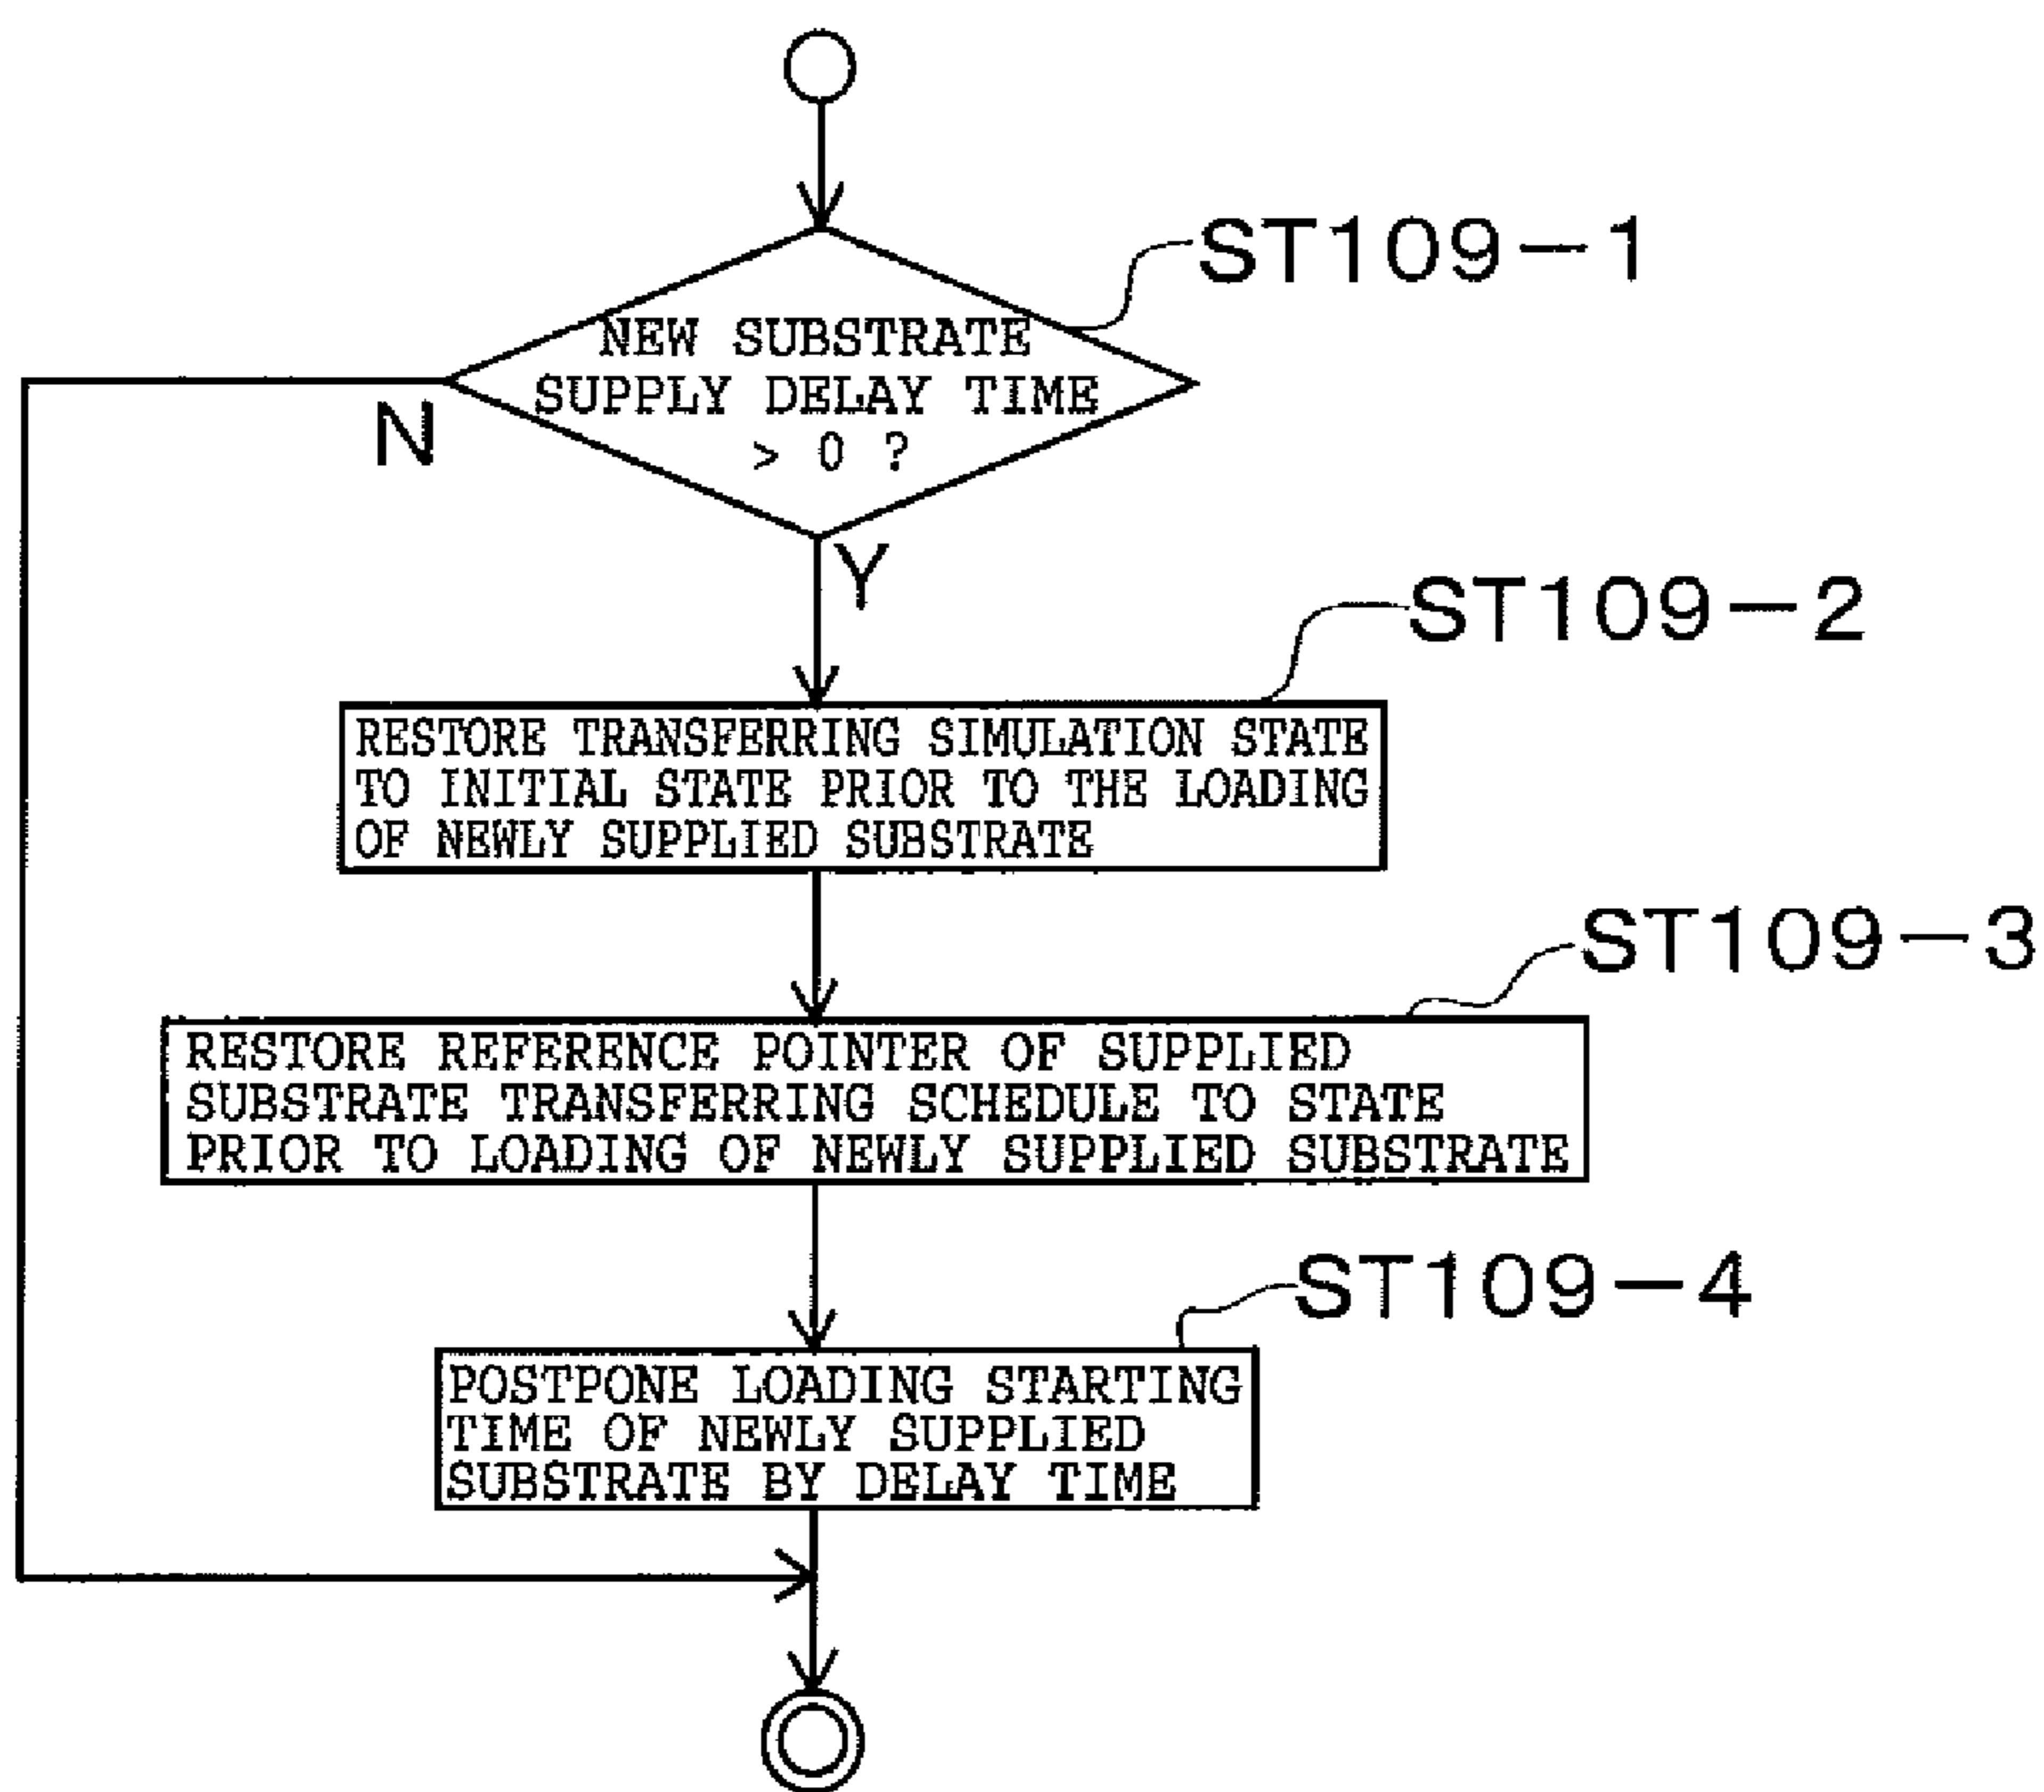 ST109-1
NEW SUBSTRATE
SUPPLY DELAY TIME
> 0 ?
N
Y
ST109-2
RESTORE TRANSFERRING SIMULATION STATE
TO INITIAL STATE PRIOR TO THE LOADING
OF NEWLY SUPPLIED SUBSTRATE
ST109-3
RESTORE REFERENCE POINTER OF SUPPLIED
SUBSTRATE TRANSFERRING SCHEDULE TO STATE
PRIOR TO LOADING OF NEWLY SUPPLIED SUBSTRATE
ST109-4
POSTPONE LOADING STARTING
TIME OF NEWLY SUPPLIED
SUBSTRATE BY DELAY TIME